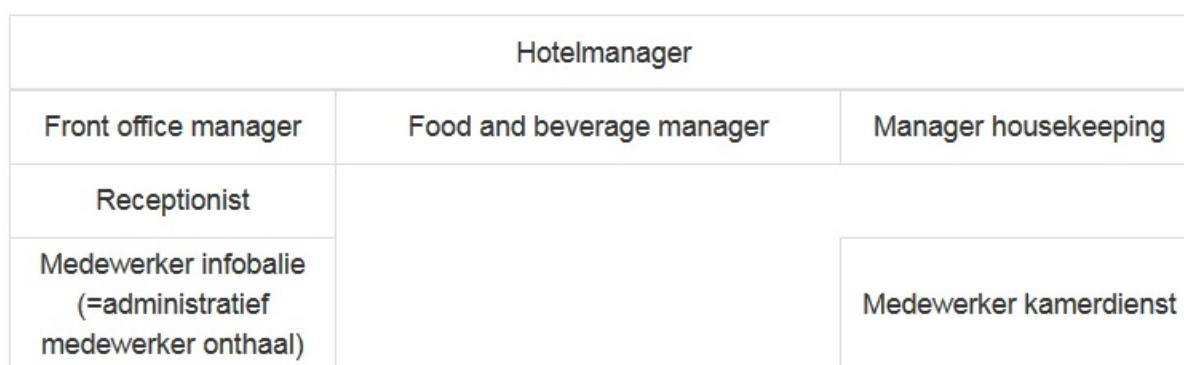 Hotelmanager
Front office manager
Food and beverage manager
Manager housekeeping
Receptionist
Medewerker infobalie
(=administratief
medewerker onthaal)
Medewerker kamerdienst